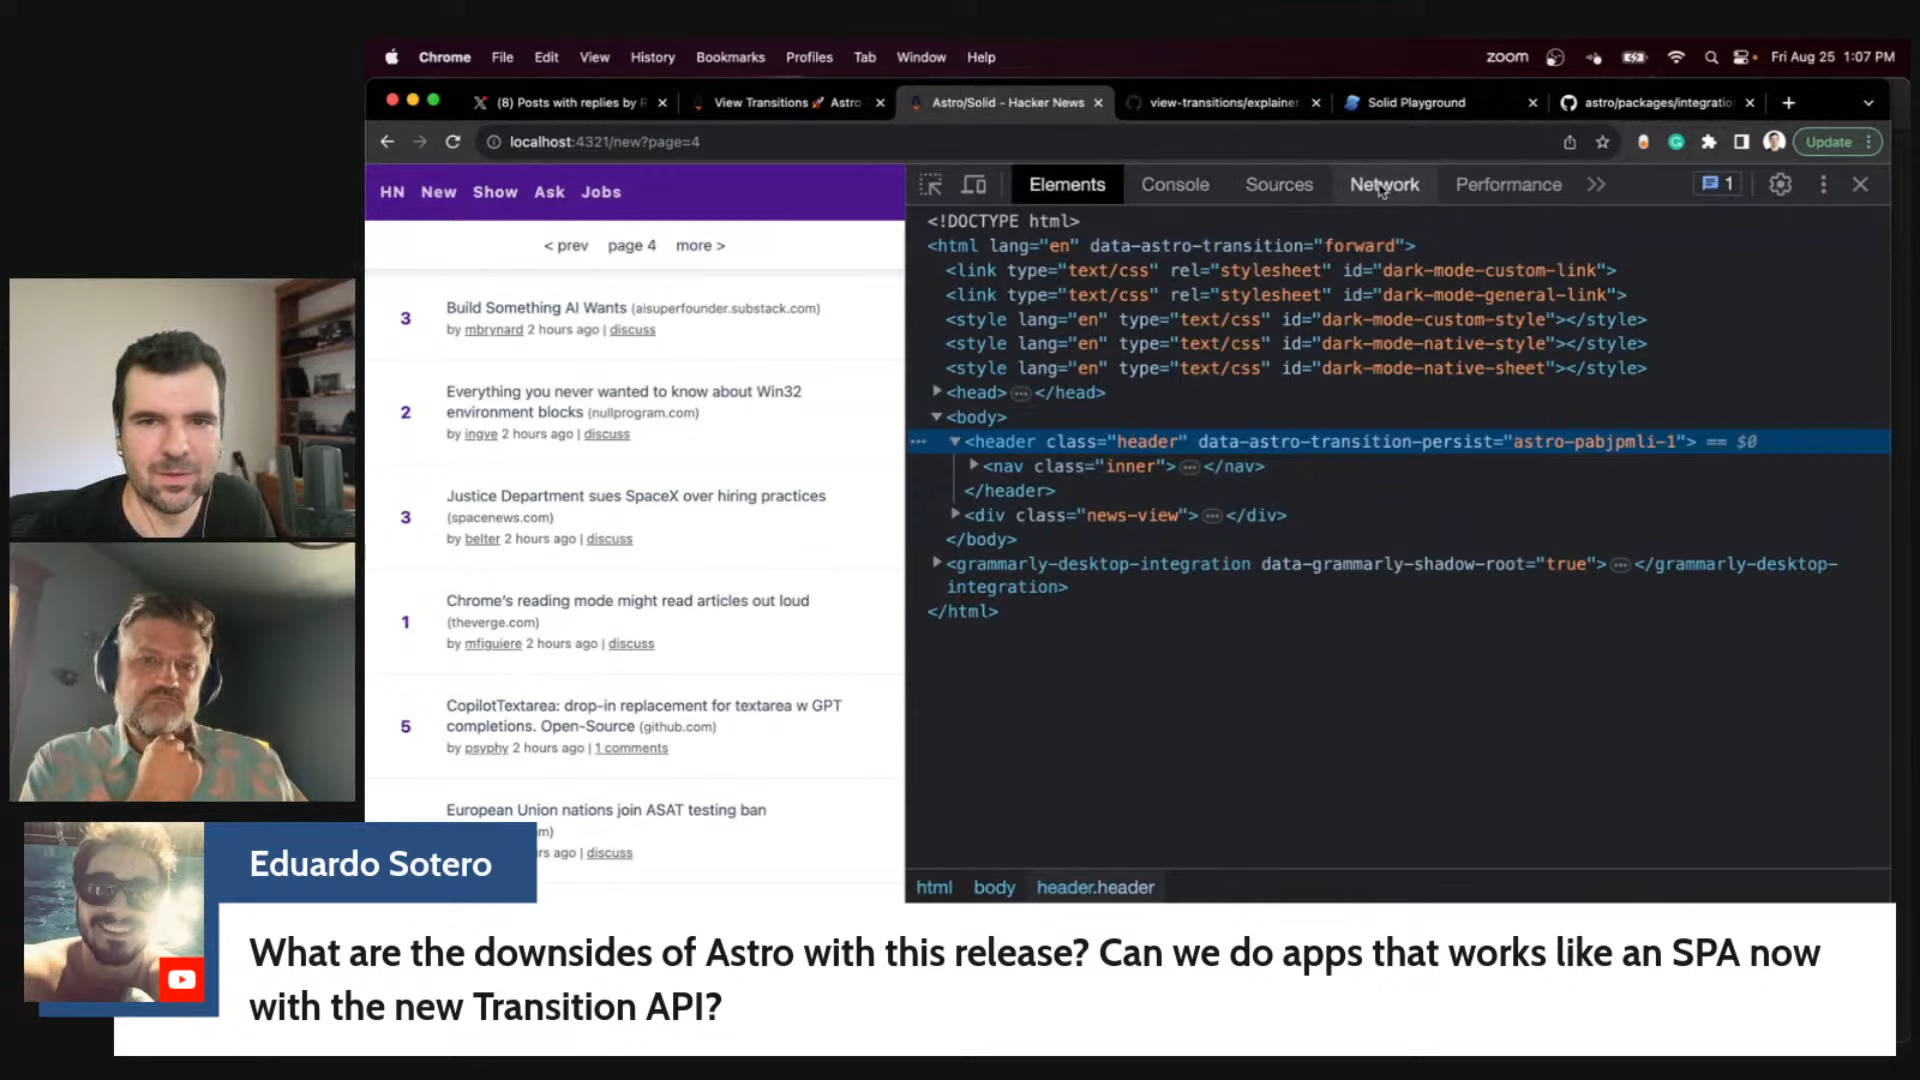 Chrome File Edit View History Bookmarks Profiles Tab Window Help
zoom Fri Aug 25 1:07 PM
(8) Posts with replies by R
View Transitions 🚀 Astro
Astro/Solid - Hacker News
view-transitions/explainer.
Solid Playground
astro/packages/integratio
localhost:4321/new?page=4
Update
HN New Show Ask Jobs
< prev page 4 more >
3
Build Something AI Wants (aisuperfounder.substack.com)
by mbrynard 2 hours ago | discuss
2
Everything you never wanted to know about Win32
environment blocks (nullprogram.com)
by ingve 2 hours ago | discuss
3
Justice Department sues SpaceX over hiring practices
(spacenews.com)
by belter 2 hours ago | discuss
1
Chrome's reading mode might read articles out loud
(theverge.com)
by mfiguiere 2 hours ago | discuss
5
CopilotTextarea: drop-in replacement for textarea w GPT
completions. Open-Source (github.com)
by psyphy 2 hours ago | 1 comments
European Union nations join ASAT testing ban
m)
rs ago | discuss
Elements Console Sources Network Performance >> 1
<!DOCTYPE html>
<html lang="en" data-astro-transition="forward">
<link type="text/css" rel="stylesheet" id="dark-mode-custom-link">
<link type="text/css" rel="stylesheet" id="dark-mode-general-link">
<style lang="en" type="text/css" id="dark-mode-custom-style"></style>
<style lang="en" type="text/css" id="dark-mode-native-style"></style>
<style lang="en" type="text/css" id="dark-mode-native-sheet"></style>
<head> … </head>
<body>
<header class="header" data-astro-transition-persist="astro-pabjpmli-1"> == $0
<nav class="inner"> … </nav>
</header>
<div class="news-view"> … </div>
</body>
<grammarly-desktop-integration data-grammarly-shadow-root="true"> … </grammarly-desktop-
integration>
</html>
html body header.header
Eduardo Sotero
What are the downsides of Astro with this release? Can we do apps that works like an SPA now
with the new Transition API?